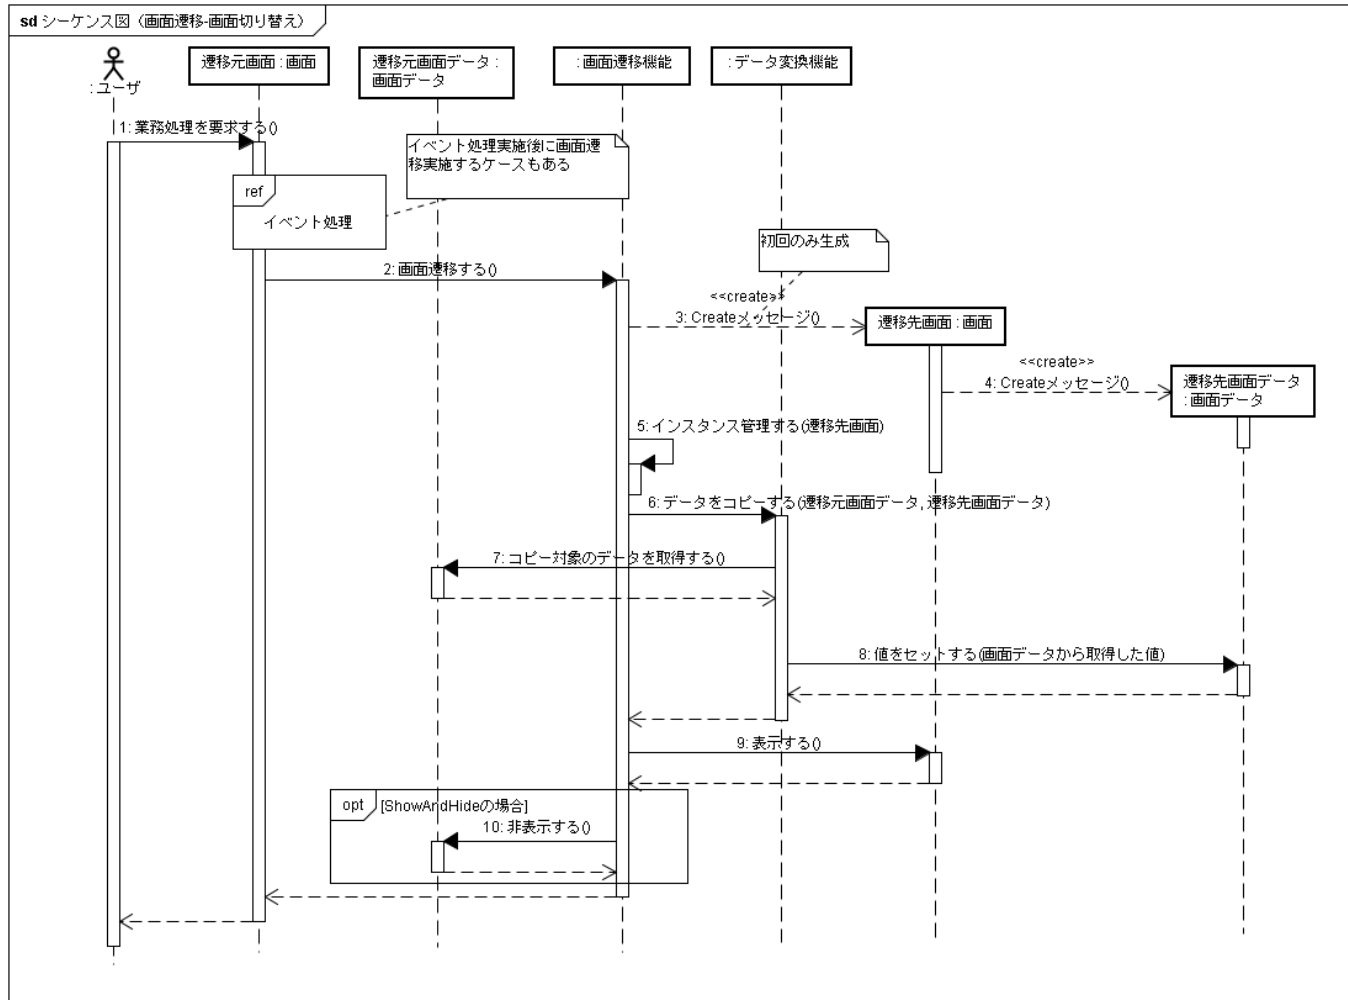 sd シーケンス図（画面遷移-画面切り替え）
: ユーザ
遷移元画面 : 画面
遷移元画面データ :
画面データ
: 画面遷移機能
: データ変換機能
1: 業務処理を要求する()
イベント処理実施後に画面遷
移実施するケースもある
ref
イベント処理
初回のみ生成
2: 画面遷移する()
<<create>>
3: Createメッセージ()
遷移先画面 : 画面
<<create>>
4: Createメッセージ()
遷移先画面データ
: 画面データ
5: インスタンス管理する(遷移先画面)
6: データをコピーする(遷移元画面データ, 遷移先画面データ)
7: コピー対象のデータを取得する()
8: 値をセットする(画面データから取得した値)
9: 表示する()
opt
[ShowAndHideの場合]
10: 非表示する()